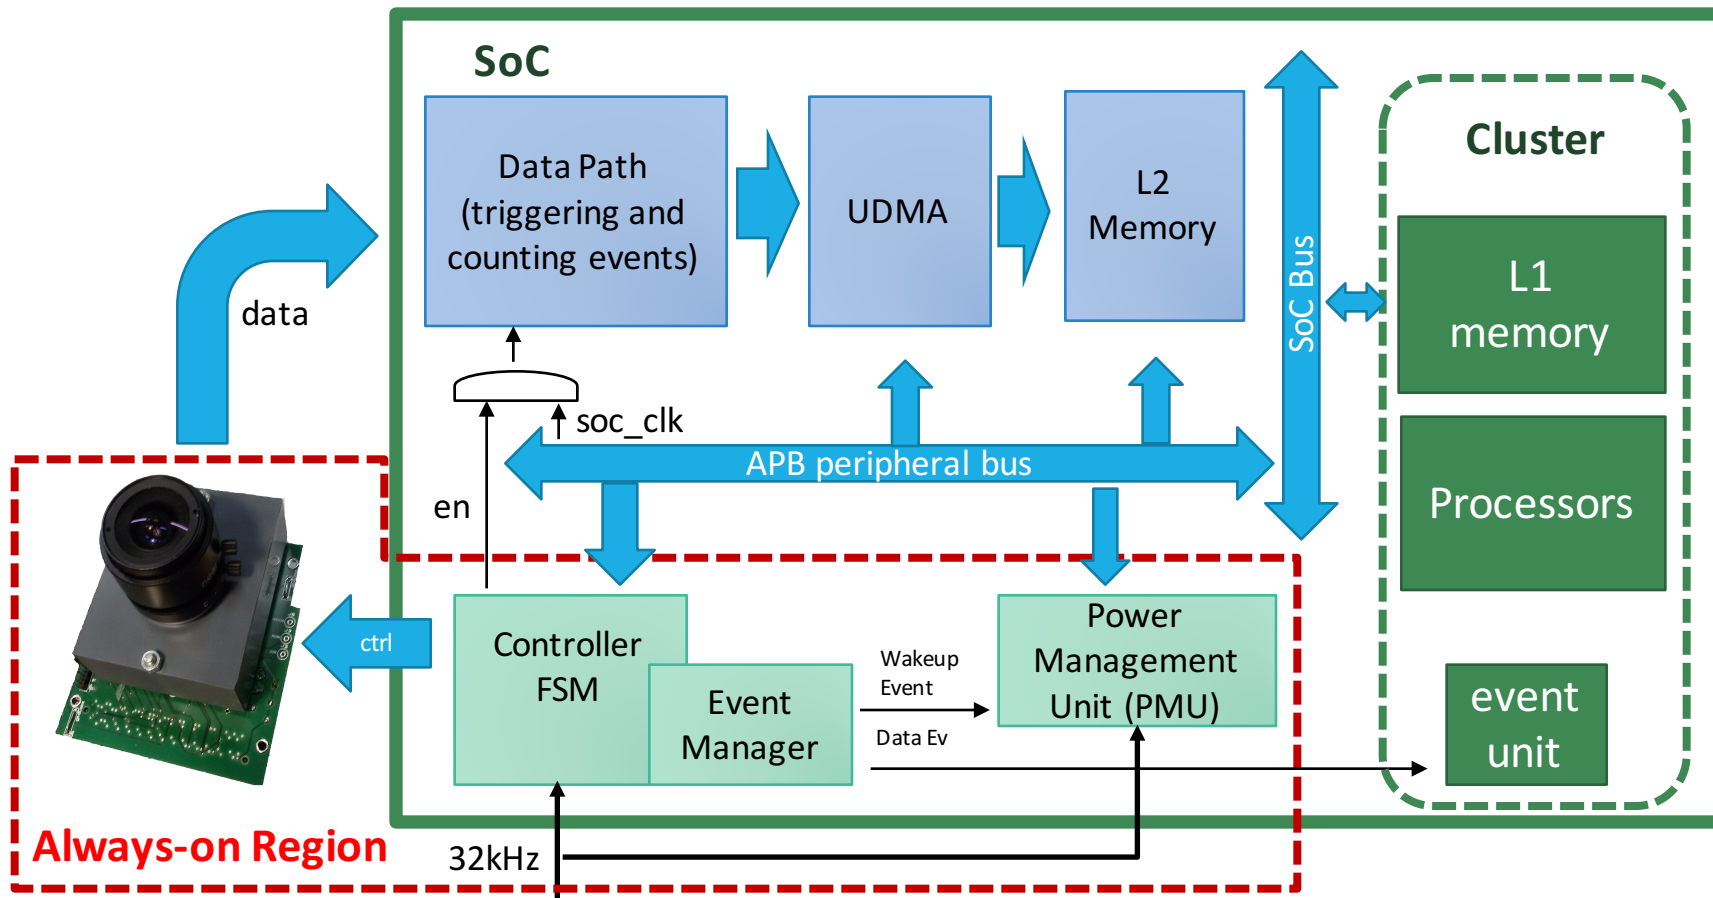 SoC
Data Path
(triggering and
counting events)
UDMA
L2
Memory
SoC Bus
Cluster
L1
memory
data
soc_clk
APB peripheral bus
Processors
en
ctrl
Controller
FSM
Event
Manager
Wakeup
Event
Data Ev
Power
Management
Unit (PMU)
event
unit
Always-on Region
32kHz